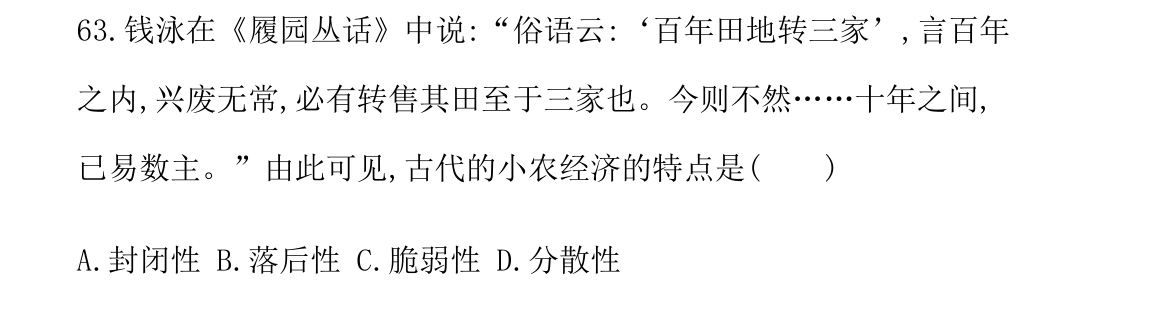 63.钱泳在《履园丛话》中说:“俗语云:‘百年田地转三家’,言百年
之内,兴废无常,必有转售其田至于三家也。今则不然……十年之间,
已易数主。”由此可见,古代的小农经济的特点是(　　)
A.封闭性 B.落后性 C.脆弱性 D.分散性